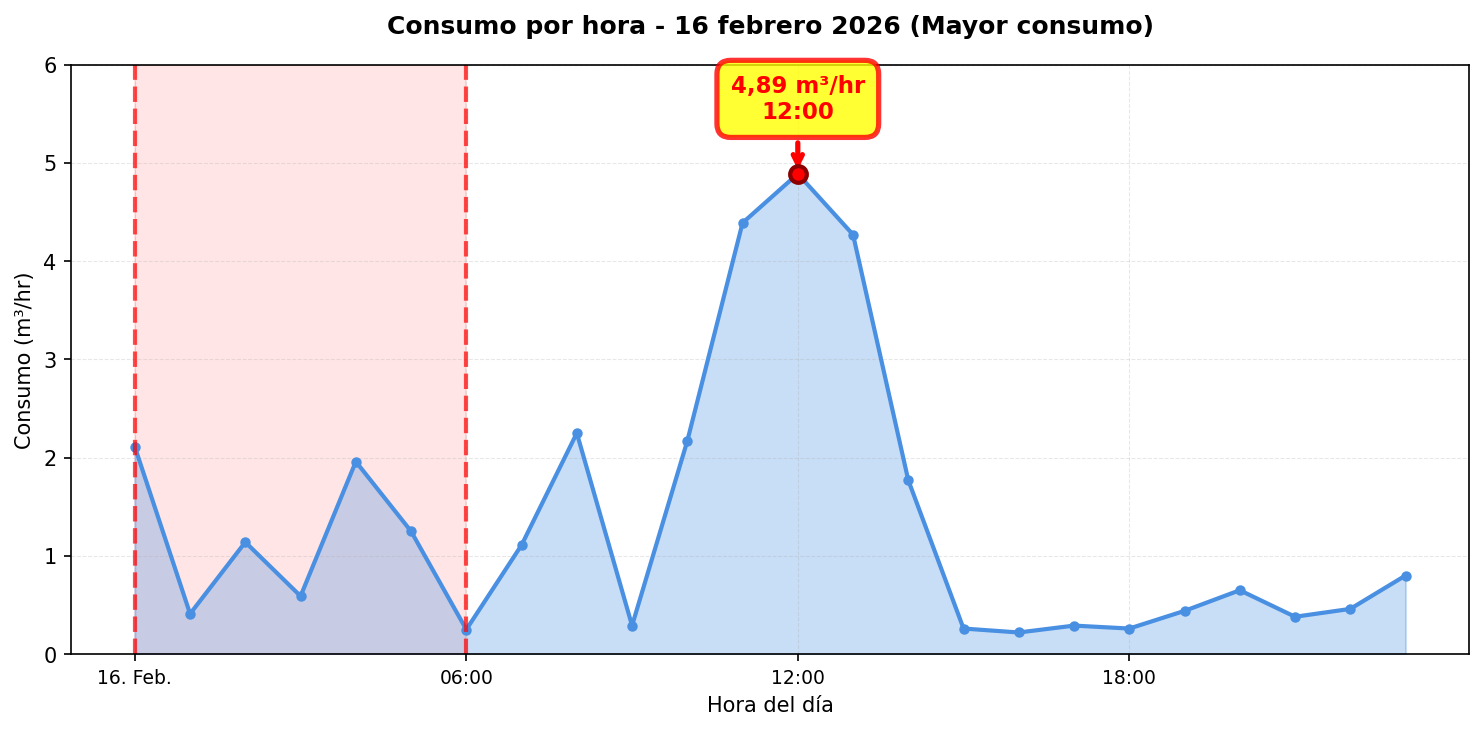 Consumo por hora - 16 febrero 2026 (Mayor consumo)
4,89 m³/hr
12:00
Consumo (m³/hr)
6
5
4
3
2
1
0
16. Feb.
06:00
12:00
18:00
Hora del día